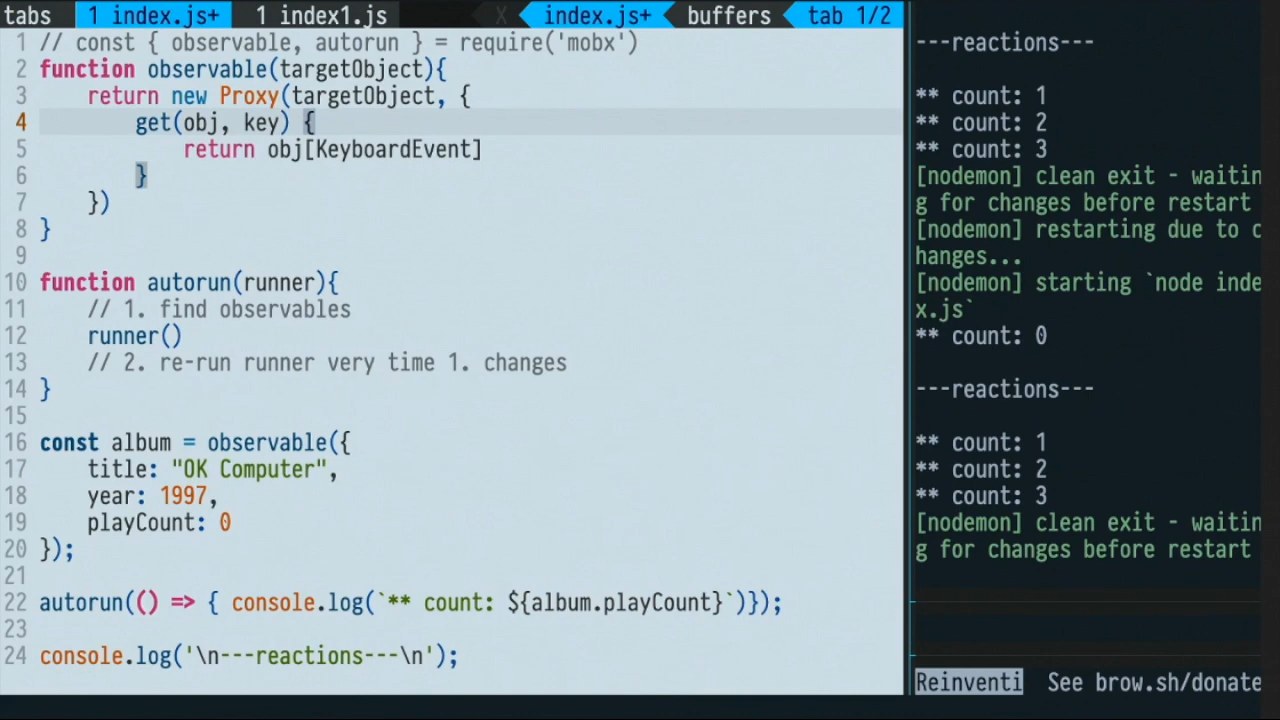 tabs 1 index.js+ 1 index1.js X index.js+ buffers tab 1/2
1 // const { observable, autorun } = require('mobx')
2 function observable(targetObject){
3     return new Proxy(targetObject, {
4         get(obj, key) {
5             return obj[KeyboardEvent]
6         }
7     })
8 }
9
10 function autorun(runner){
11     // 1. find observables
12     runner()
13     // 2. re-run runner very time 1. changes
14 }
15
16 const album = observable({
17     title: "OK Computer",
18     year: 1997,
19     playCount: 0
20 });
21
22 autorun(() => { console.log(`** count: ${album.playCount}`)});
23
24 console.log('\n---reactions---\n');
---reactions---
** count: 1
** count: 2
** count: 3
[nodemon] clean exit - waitin
g for changes before restart
[nodemon] restarting due to c
hanges...
[nodemon] starting `node inde
x.js`
** count: 0
---reactions---
** count: 1
** count: 2
** count: 3
[nodemon] clean exit - waitin
g for changes before restart
Reinventi See brow.sh/donate